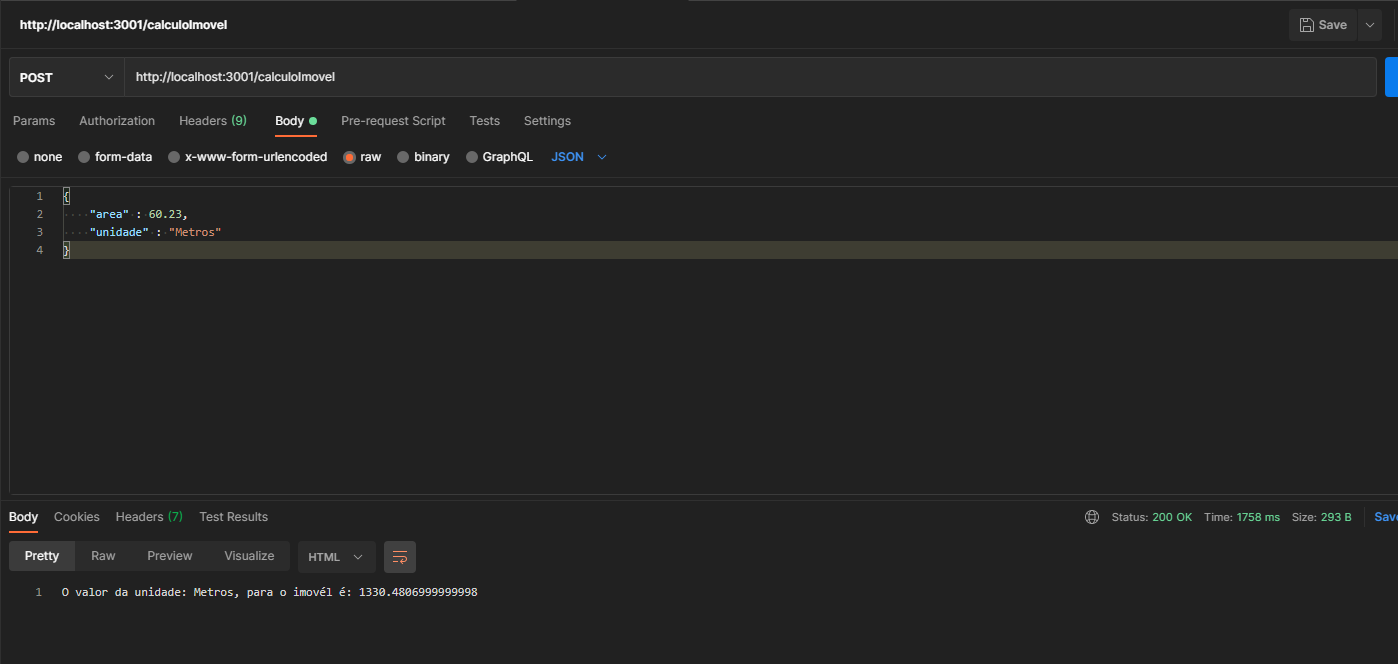 http://localhost:3001/calculoImovel
Save
POST
http://localhost:3001/calculoImovel
Params Authorization Headers (9) Body Pre-request Script Tests Settings
none form-data x-www-form-urlencoded raw binary GraphQL JSON
1 {
2 "area" : 60.23,
3 "unidade" : "Metros"
4 }
Body Cookies Headers (7) Test Results Status: 200 OK Time: 1758 ms Size: 293 B Save
Pretty Raw Preview Visualize HTML
1 O valor da unidade: Metros, para o imovél é: 1330.4806999999998